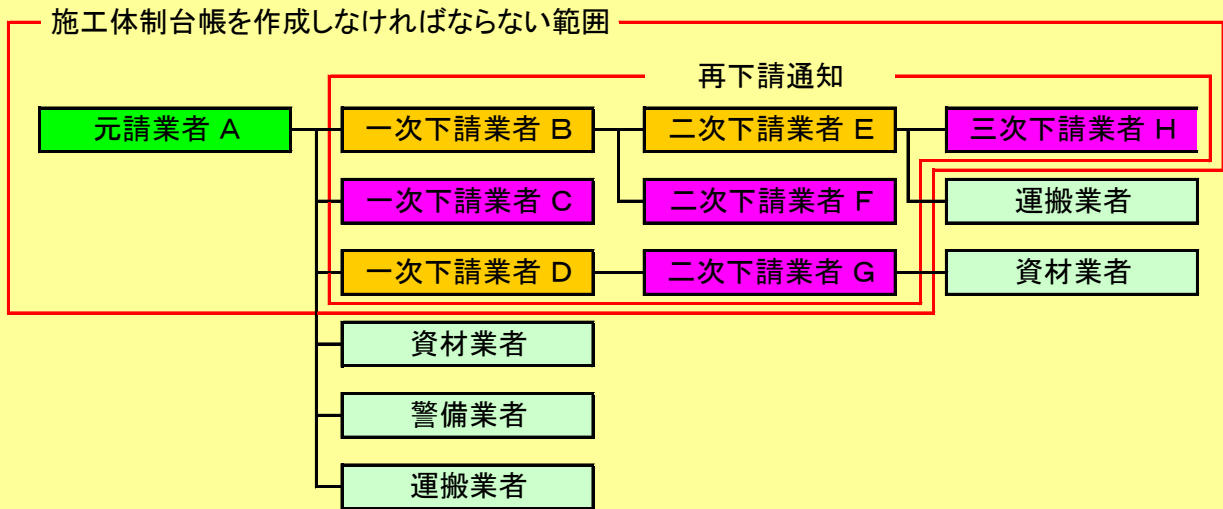 施工体制台帳を作成しなければならない範囲
再下請通知
元請業者 A
一次下請業者 B
二次下請業者 E
三次下請業者 H
一次下請業者 C
二次下請業者 F
運搬業者
一次下請業者 D
二次下請業者 G
資材業者
資材業者
警備業者
運搬業者